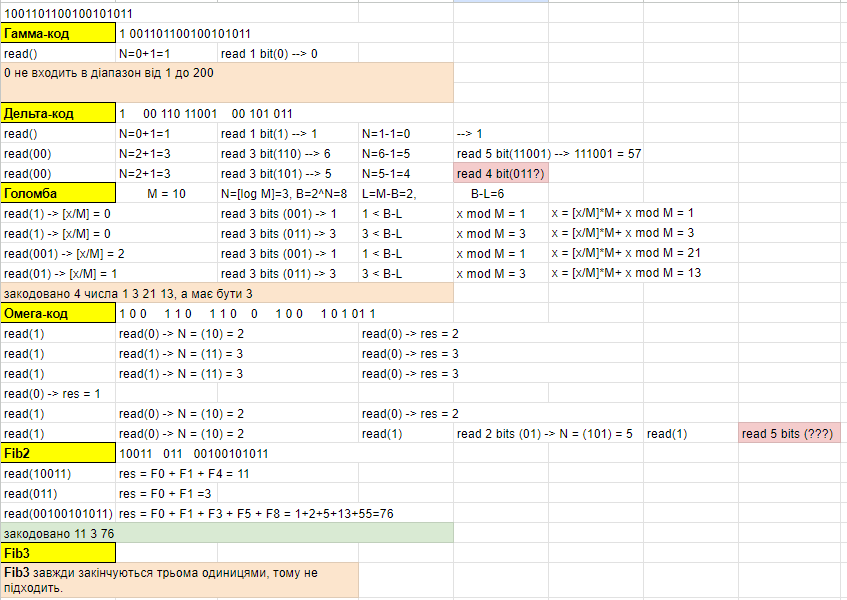 1001101100100101011
Гамма-код 1 001101100100101011
read() N=0+1=1 read 1 bit(0) --> 0
0 не входить в діапазон від 1 до 200
Дельта-код 1 00 110 11001 00 101 011
read() N=0+1=1 read 1 bit(1) --> 1 N=1-1=0 --> 1
read(00) N=2+1=3 read 3 bit(110) --> 6 N=6-1=5 read 5 bit(11001) --> 111001 = 57
read(00) N=2+1=3 read 3 bit(101) --> 5 N=5-1=4 read 4 bit(011?)
Голомба M = 10 N=[log M]=3, B=2^N=8 L=M-B=2, B-L=6
read(1) -> [x/M] = 0 read 3 bits (001) -> 1 1 < B-L x mod M = 1 x = [x/M]*M+ x mod M = 1
read(1) -> [x/M] = 0 read 3 bits (011) -> 3 3 < B-L x mod M = 3 x = [x/M]*M+ x mod M = 3
read(001) -> [x/M] = 2 read 3 bits (001) -> 1 1 < B-L x mod M = 1 x = [x/M]*M+ x mod M = 21
read(01) -> [x/M] = 1 read 3 bits (011) -> 3 3 < B-L x mod M = 3 x = [x/M]*M+ x mod M = 13
закодовано 4 числа 1 3 21 13, а має бути 3
Омега-код 1 0 0 1 1 0 1 1 0 0 1 0 0 1 0 1 01 1
read(1) read(0) -> N = (10) = 2 read(0) -> res = 2
read(1) read(1) -> N = (11) = 3 read(0) -> res = 3
read(1) read(1) -> N = (11) = 3 read(0) -> res = 3
read(0) -> res = 1
read(1) read(0) -> N = (10) = 2 read(0) -> res = 2
read(1) read(0) -> N = (10) = 2 read(1) read 2 bits (01) -> N = (101) = 5 read(1) read 5 bits (???)
Fib2 10011 011 00100101011
read(10011) res = F0 + F1 + F4 = 11
read(011) res = F0 + F1 =3
read(00100101011) res = F0 + F1 + F3 + F5 + F8 = 1+2+5+13+55=76
закодовано 11 3 76
Fib3
Fib3 завжди закінчуються трьома одиницями, тому не
підходить.